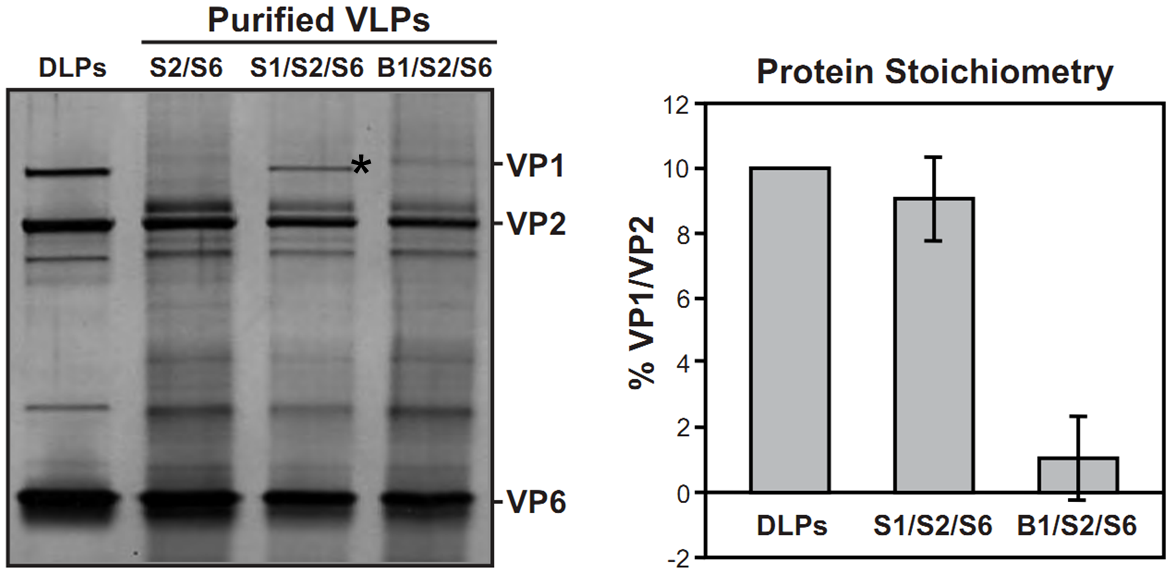 Purified VLPs
DLPs S2/S6 S1/S2/S6 B1/S2/S6
*
VP1
VP2
VP6
Protein Stoichiometry
% VP1/VP2
12
10
8
6
4
2
0
-2
DLPs S1/S2/S6 B1/S2/S6